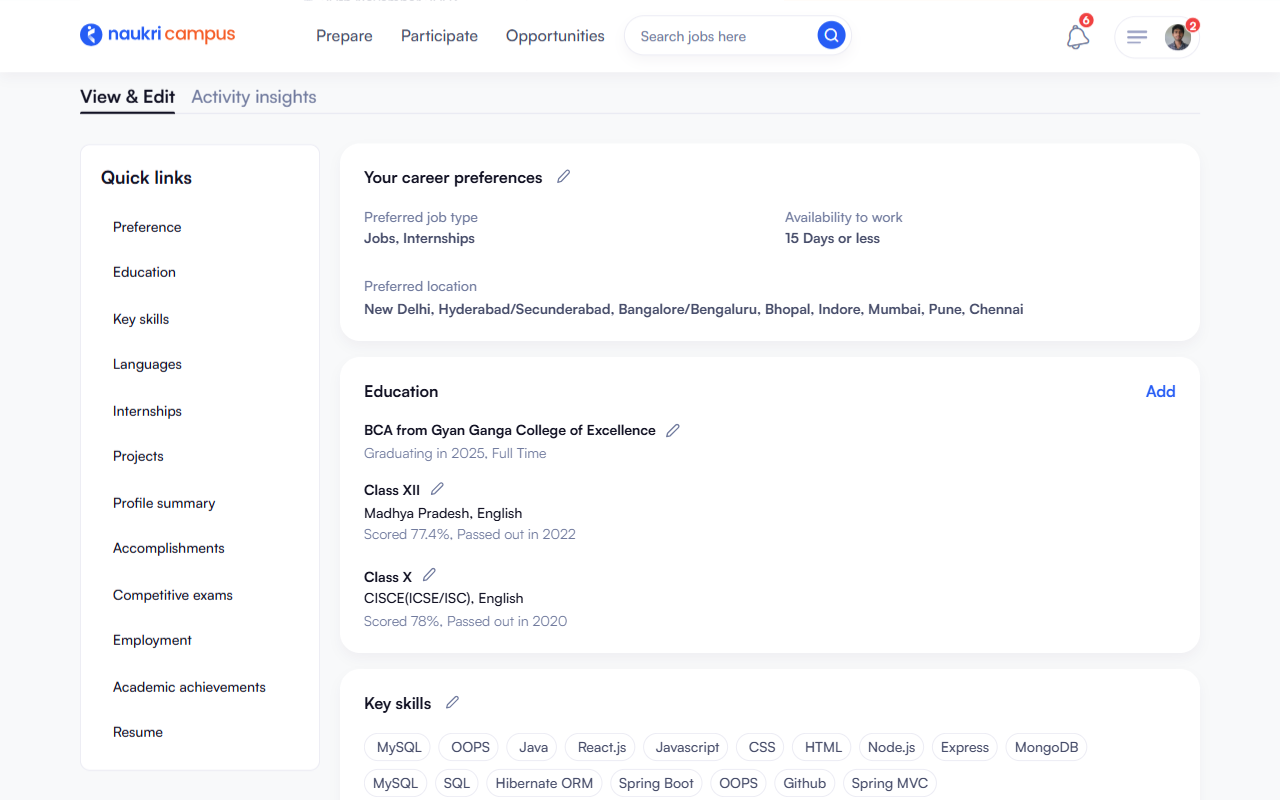 naukri campus
Prepare
Participate
Opportunities
Search jobs here
6
2
View & Edit
Activity insights
Quick links
Preference
Education
Key skills
Languages
Internships
Projects
Profile summary
Accomplishments
Competitive exams
Employment
Academic achievements
Resume
Your career preferences
Preferred job type
Jobs, Internships
Availability to work
15 Days or less
Preferred location
New Delhi, Hyderabad/Secunderabad, Bangalore/Bengaluru, Bhopal, Indore, Mumbai, Pune, Chennai
Education
Add
BCA from Gyan Ganga College of Excellence
Graduating in 2025, Full Time
Class XII
Madhya Pradesh, English
Scored 77.4%, Passed out in 2022
Class X
CISCE(ICSE/ISC), English
Scored 78%, Passed out in 2020
Key skills
MySQL OOPS Java React.js Javascript CSS HTML Node.js Express MongoDB
MySQL SQL Hibernate ORM Spring Boot OOPS Github Spring MVC